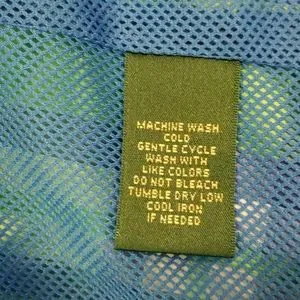 MACHINE WASH
COLD
GENTLE CYCLE
WASH WITH
LIKE COLORS
DO NOT BLEACH
TUMBLE DRY LOW
COOL IRON
IF NEEDED